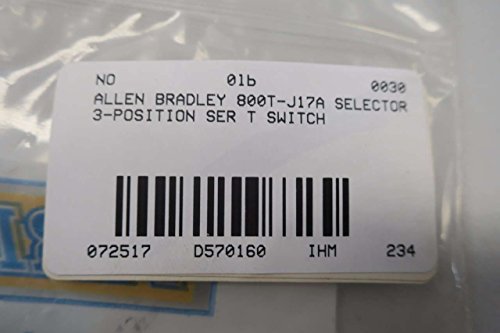 NO 01b 0030
ALLEN BRADLEY 800T-J17A SELECTOR
3-POSITION SER T SWITCH
072517 D570160 IHM 234